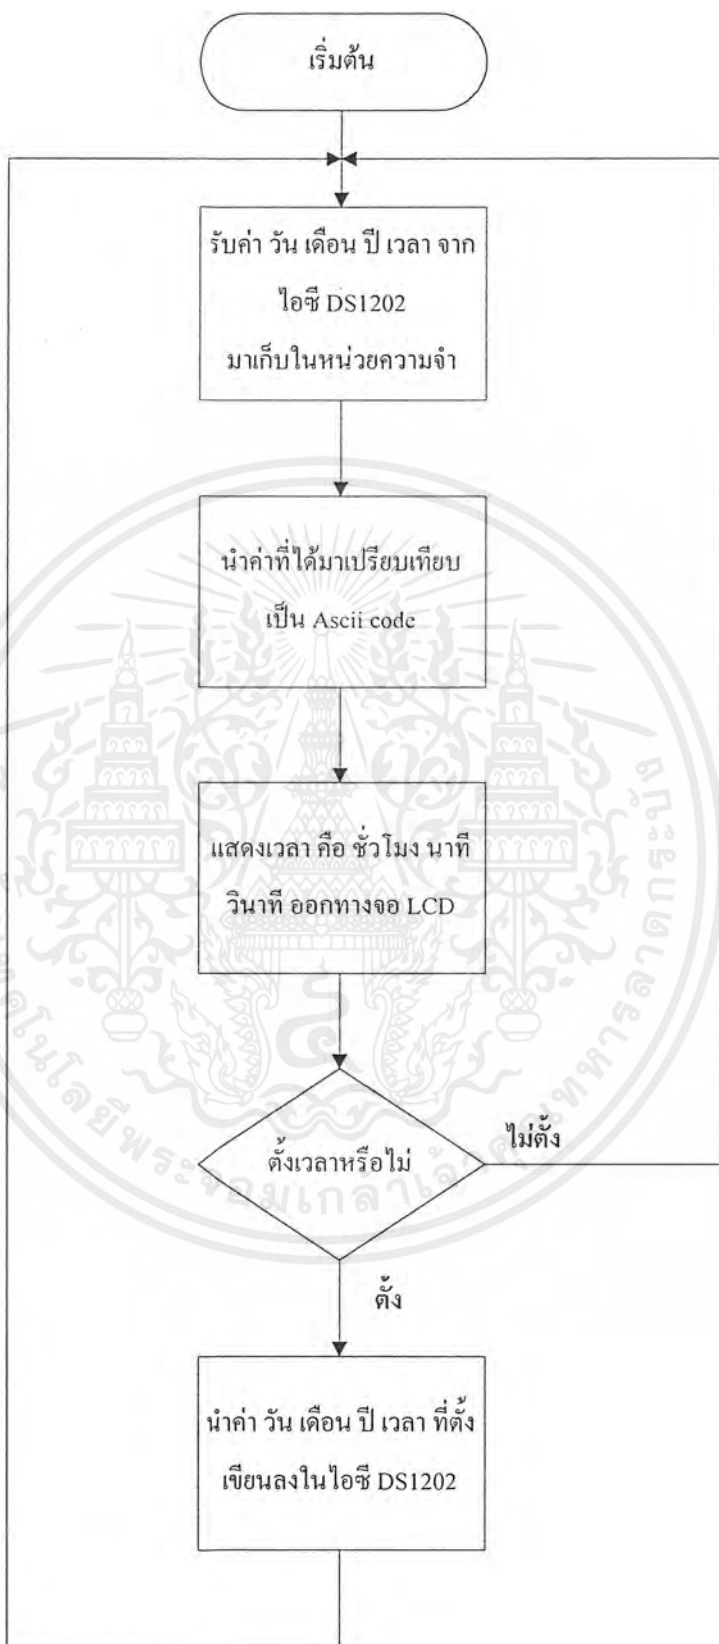 เริ่มต้น
รับค่า วัน เดือน ปี เวลา จาก
ไอซี DS1202
มาเก็บในหน่วยความจำ
นำค่าที่ได้มาเปรียบเทียบ
เป็น Ascii code
แสดงเวลา คือ ชั่วโมง นาที
วินาที ออกทางจอ LCD
ตั้งเวลาหรือไม่
ไม่ตั้ง
ตั้ง
นำค่า วัน เดือน ปี เวลา ที่ตั้ง
เขียนลงในไอซี DS1202